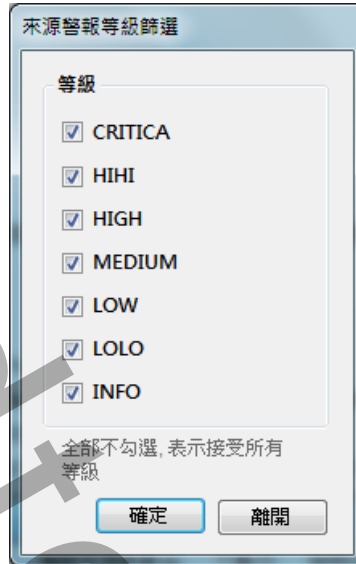 來源警報等級篩選
等級
CRITICA
HIHI
HIGH
MEDIUM
LOW
LOLO
INFO
全部不勾選, 表示接受所有
等級
確定
離開